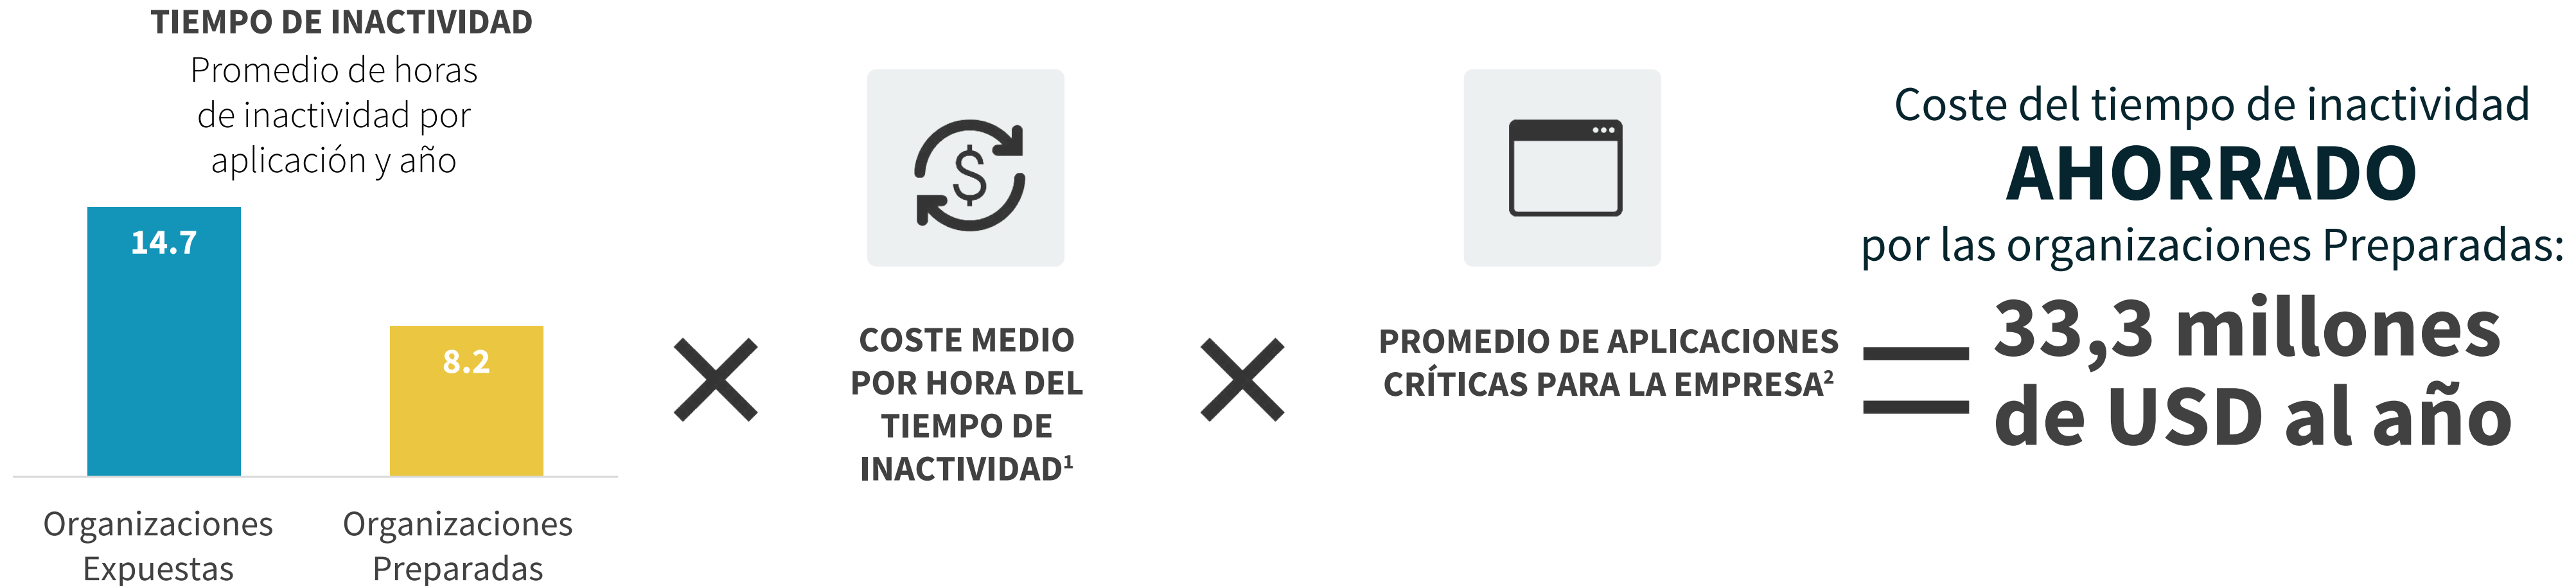 TIEMPO DE INACTIVIDAD
Promedio de horas
de inactividad por
aplicación y año
14.7
8.2
Organizaciones
Expuestas
Organizaciones
Preparadas
COSTE MEDIO
POR HORA DEL
TIEMPO DE
INACTIVIDAD¹
PROMEDIO DE APLICACIONES
CRÍTICAS PARA LA EMPRESA²
Coste del tiempo de inactividad
AHORRADO
por las organizaciones Preparadas:
33,3 millones
de USD al año